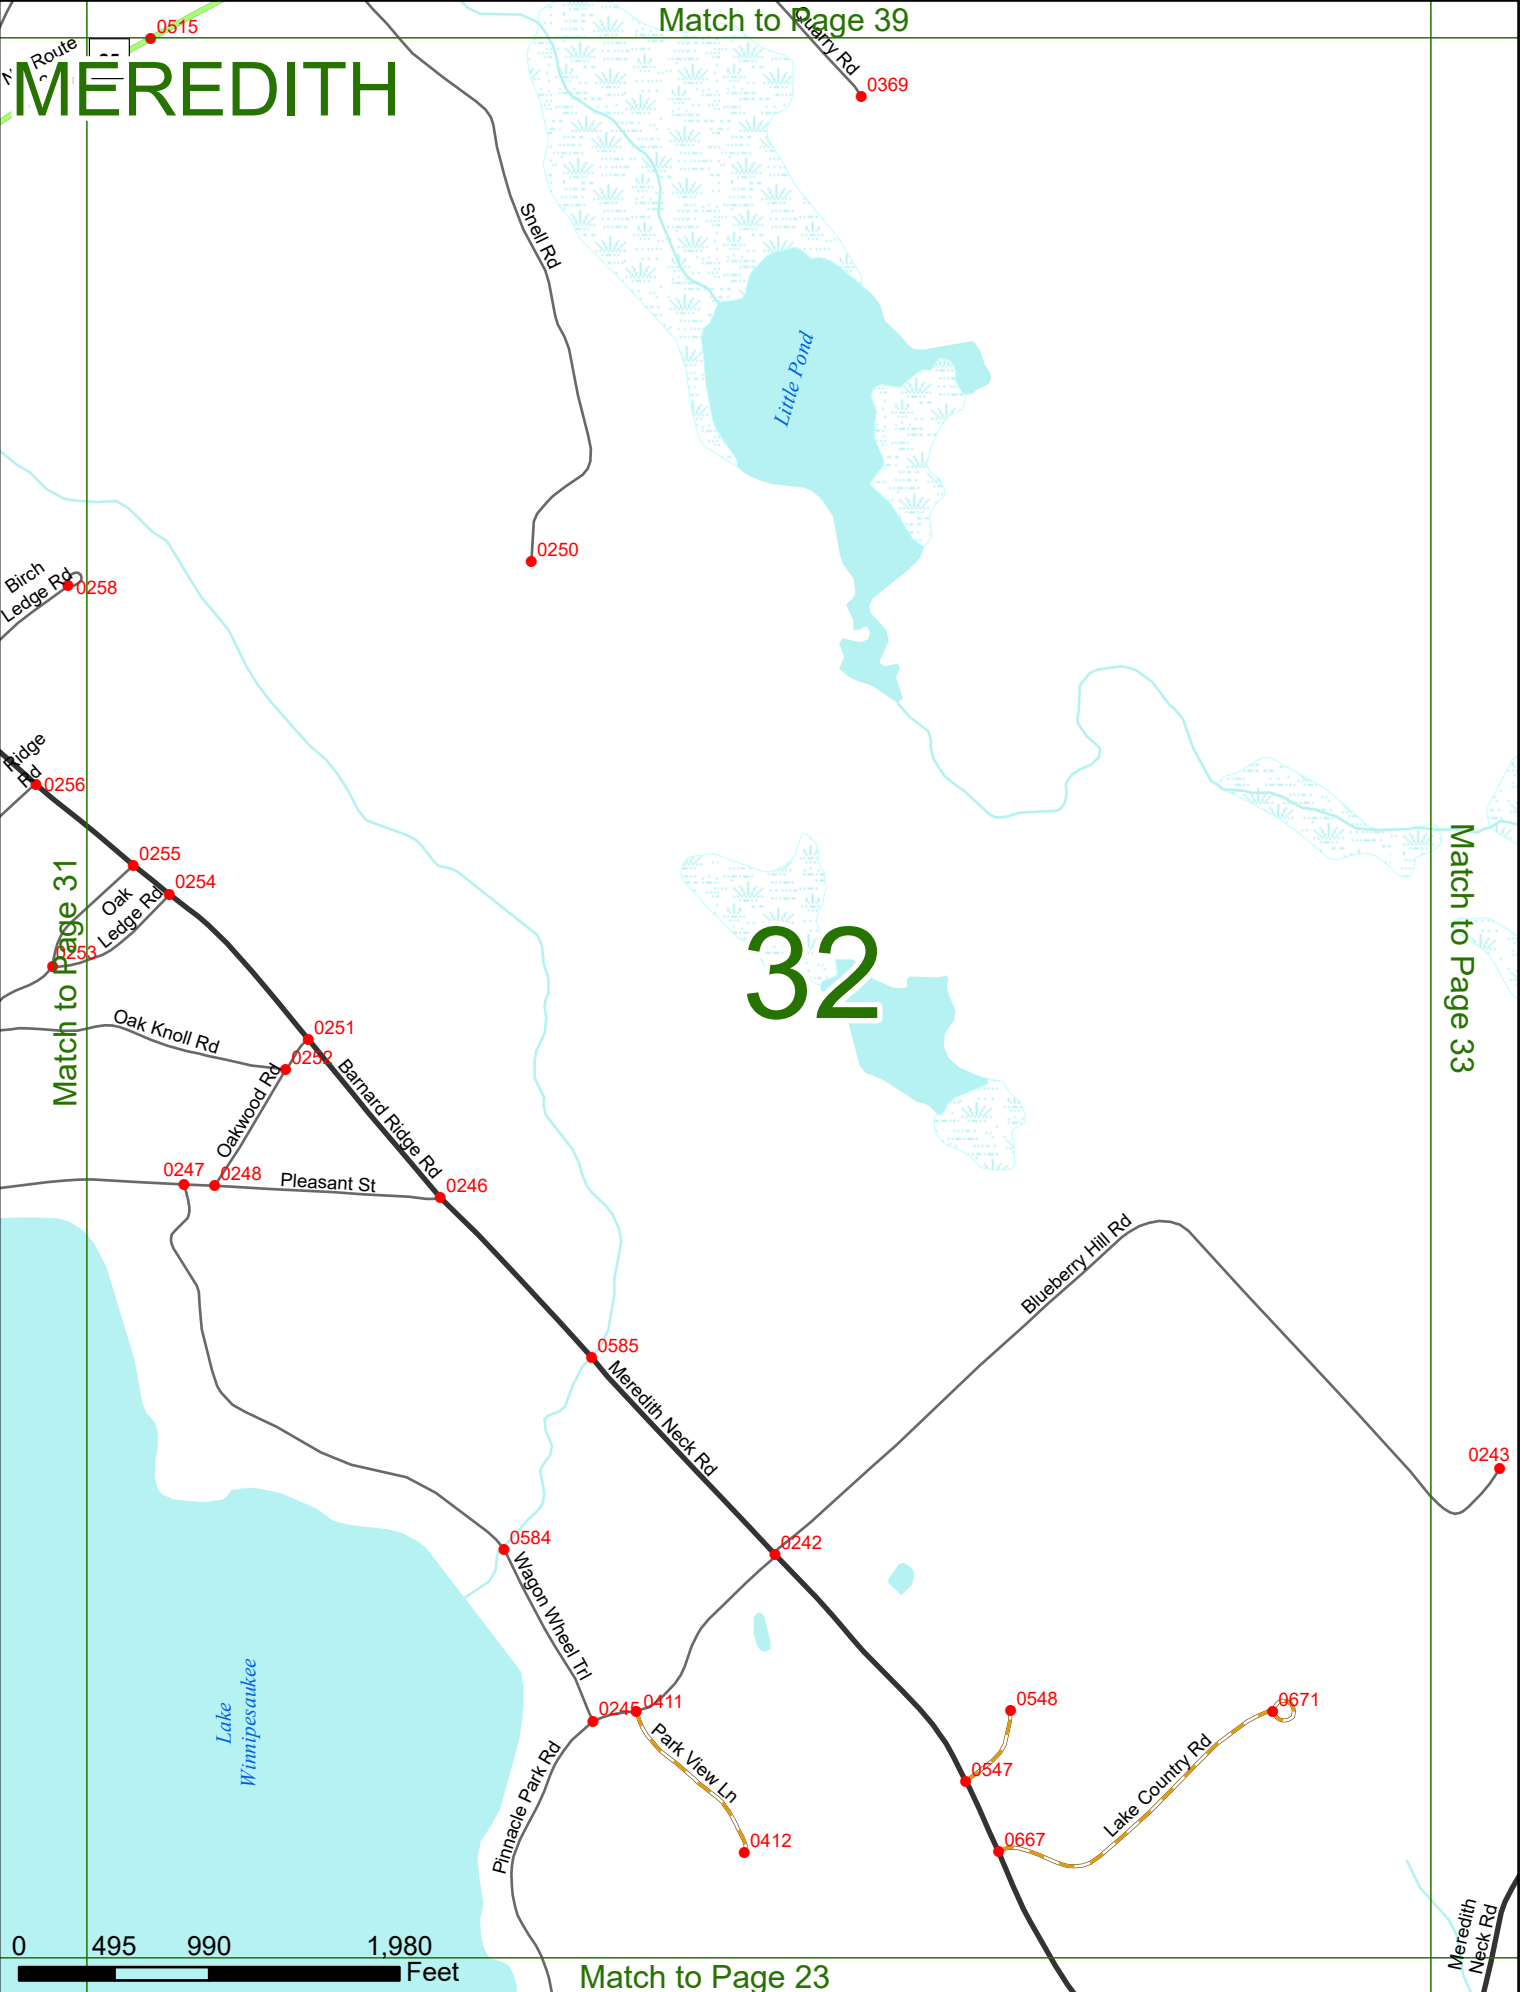 Match to Page 39
0515
Route
MEREDITH
Quarry Rd
0369
Snell Rd
Little Pond
0250
Birch
Ledge Rd
0258
Ridge
Rd
0256
0255
0254
Oak
Ledge Rd
0253
Match to Page 31
Match to Page 33
32
Oak Knoll Rd
0251
0252
Barnard Ridge Rd
Oakwood Rd
0247
0248
Pleasant St
0246
Blueberry Hill Rd
0585
Meredith Neck Rd
0243
0584
0242
Wagon Wheel Trl
Lake
Winnipesaukee
0245
0411
0548
0671
Park View Ln
Pinnacle Park Rd
0547
Lake Country Rd
0412
0667
Meredith
Neck Rd
0 495 990 1,980
Feet
Match to Page 23